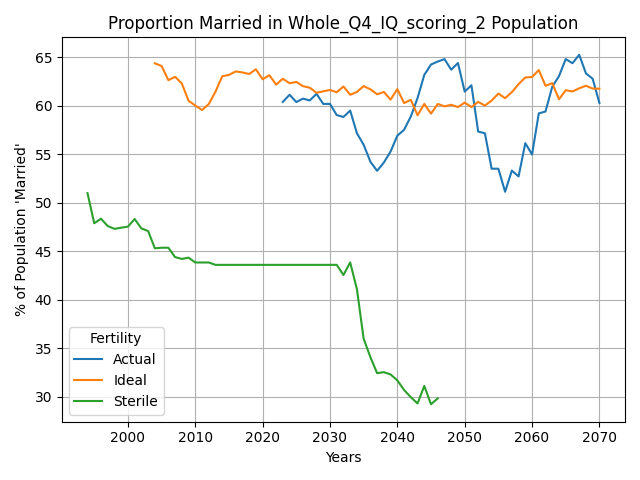 Proportion Married in Whole_Q4_IQ_scoring_2 Population
% of Population 'Married'
65
60
55
50
45
40
35
30
Fertility
Actual
Ideal
Sterile
2000
2010
2020
2030
2040
2050
2060
2070
Years